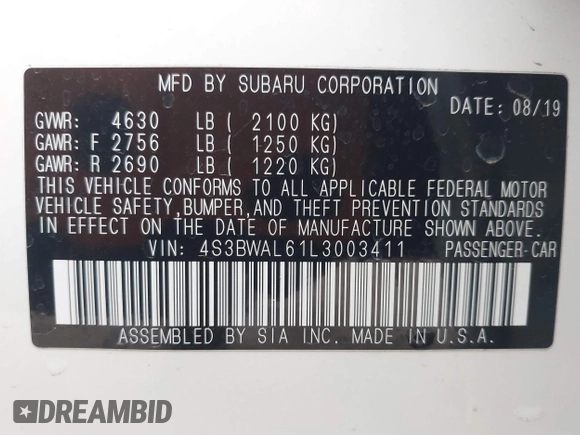 MFD BY SUBARU CORPORATION
DATE: 08/19
GVWR: 4630 LB ( 2100 KG)
GAWR: F 2756 LB ( 1250 KG)
GAWR: R 2690 LB ( 1220 KG)
THIS VEHICLE CONFORMS TO ALL APPLICABLE FEDERAL MOTOR
VEHICLE SAFETY,BUMPER,AND THEFT PREVENTION STANDARDS
IN EFFECT ON THE DATE OF MANUFACTURE SHOWN ABOVE.
VIN: 4S3BWAL61L3003411 PASSENGER-CAR
ASSEMBLED BY SIA INC. MADE IN U.S.A.
DREAMBID